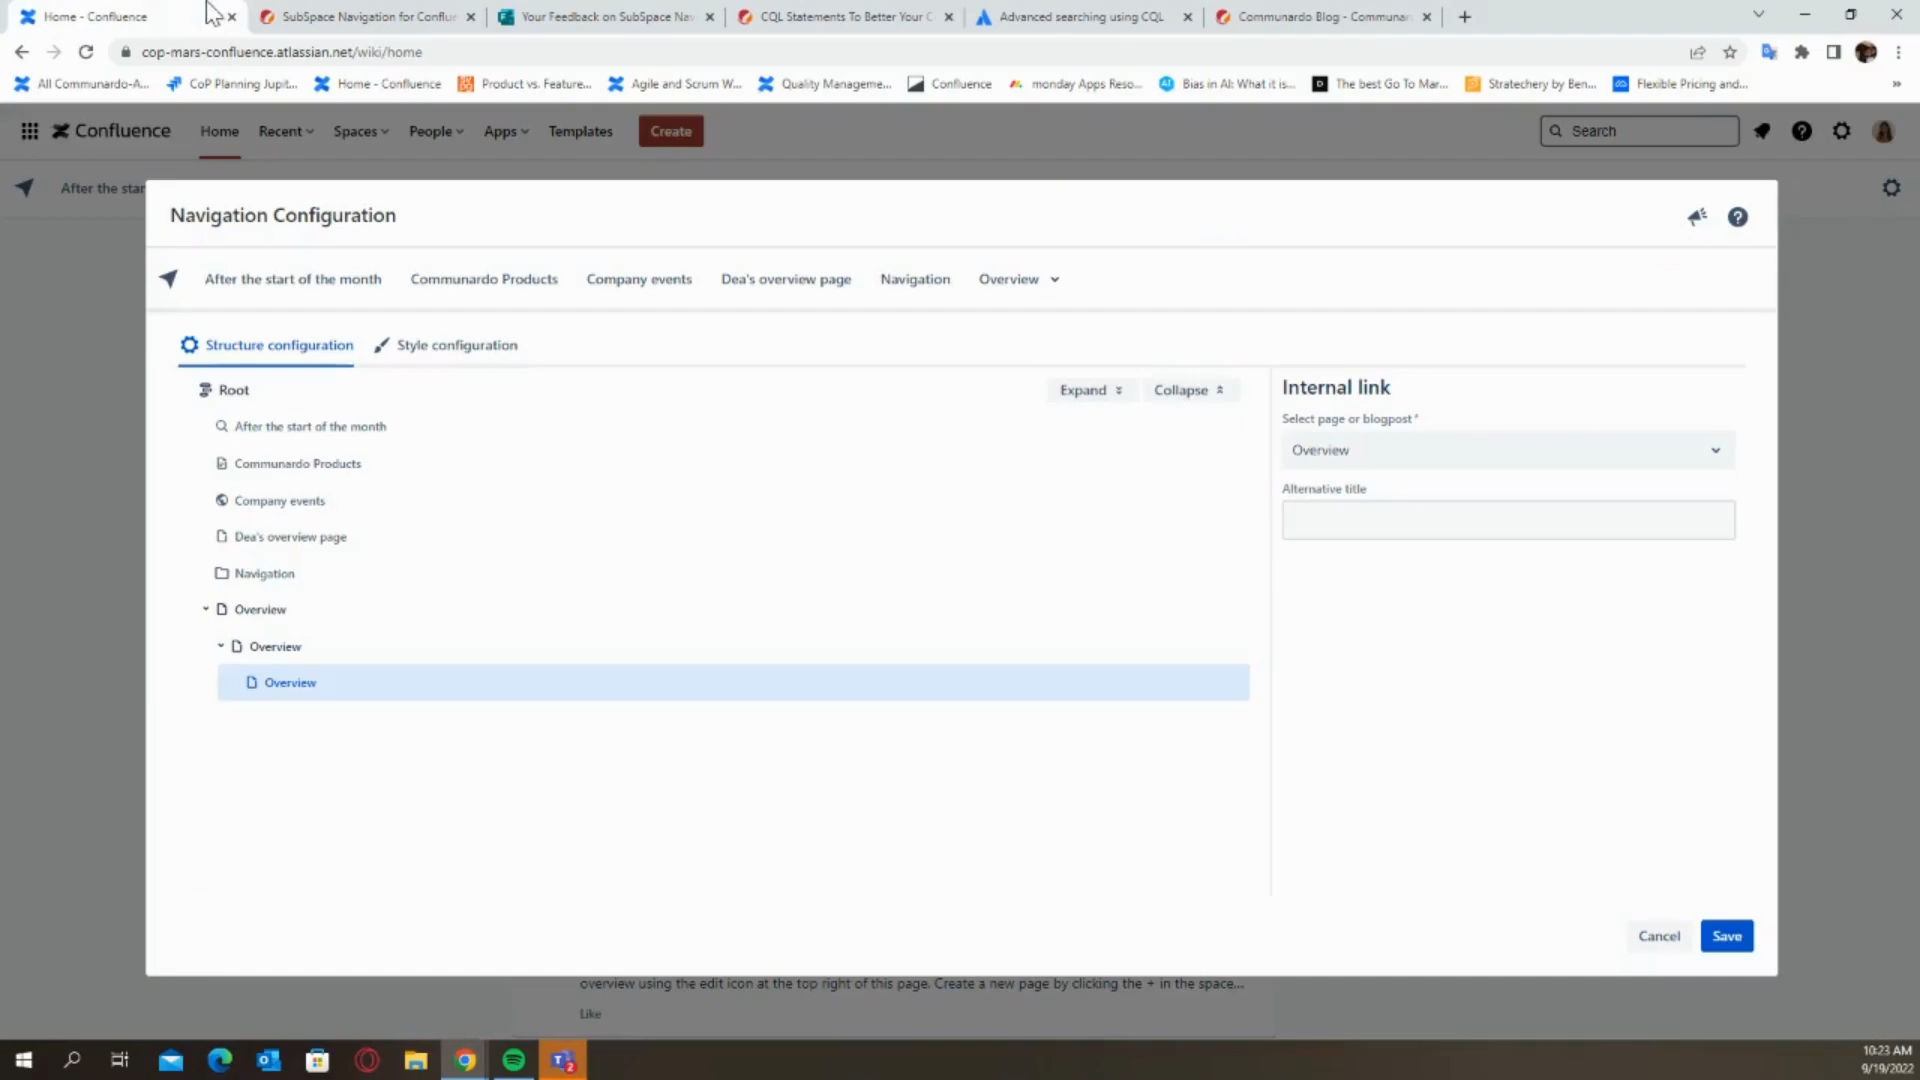 Home - Confluence
SubSpace Navigation for Conflue
Your Feedback on SubSpace Nav
CQL Statements To Better Your C
Advanced searching using CQL
Communardo Blog - Communar
cop-mars-confluence.atlassian.net/wiki/home
All Communardo-A...
CoP Planning Jupit...
Home - Confluence
Product vs. Feature...
Agile and Scrum W...
Quality Manageme...
Confluence
monday Apps Reso...
Bias in AI: What it is...
The best Go To Mar...
Stratechery by Ben...
Flexible Pricing and...
»
Confluence
Home
Recent
Spaces
People
Apps
Templates
Create
Search
After the star
Navigation Configuration
After the start of the month
Communardo Products
Company events
Dea's overview page
Navigation
Overview
Structure configuration
Style configuration
Root
Expand
Collapse
After the start of the month
Communardo Products
Company events
Dea's overview page
Navigation
Overview
Overview
Overview
Internal link
Select page or blogpost*
Overview
Alternative title
Cancel
Save
overview using the edit icon at the top right of this page. Create a new page by clicking the + in the space...
Like
10:23 AM
9/19/2022